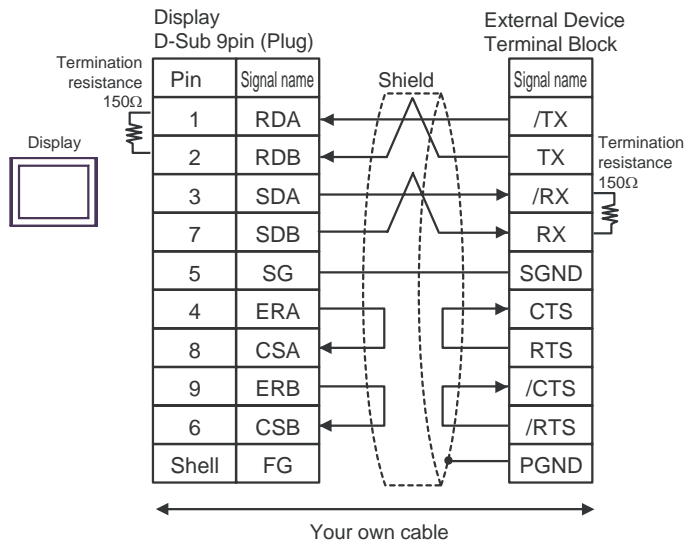 Display
D-Sub 9pin (Plug)
External Device
Terminal Block
Termination
resistance
150Ω
Pin Signal name Shield Signal name
1 RDA /TX
2 RDB TX
Display
Termination
resistance
150Ω
3 SDA /RX
7 SDB RX
5 SG SGND
4 ERA CTS
8 CSA RTS
9 ERB /CTS
6 CSB /RTS
Shell FG PGND
Your own cable